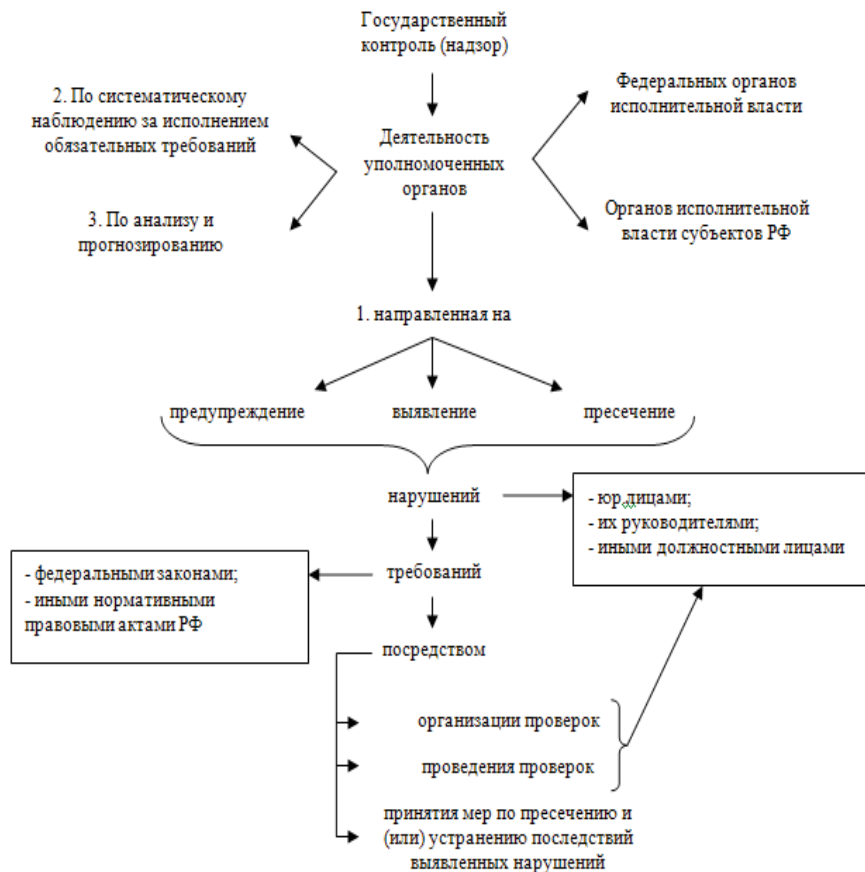 Государственный
контроль (надзор)
2. По систематическому
наблюдению за исполнением
обязательных требований
Федеральных органов
исполнительной власти
Деятельность
уполномоченных
органов
3. По анализу и
прогнозированию
Органов исполнительной
власти субъектов РФ
1. направленная на
предупреждение
выявление
пресечение
нарушений
- юр.лицами;
- их руководителями;
- иными должностными лицами
требований
- федеральными законами;
- иными нормативными
правовыми актами РФ
посредством
организации проверок
проведения проверок
принятия мер по пресечению и
(или) устранению последствий
выявленных нарушений